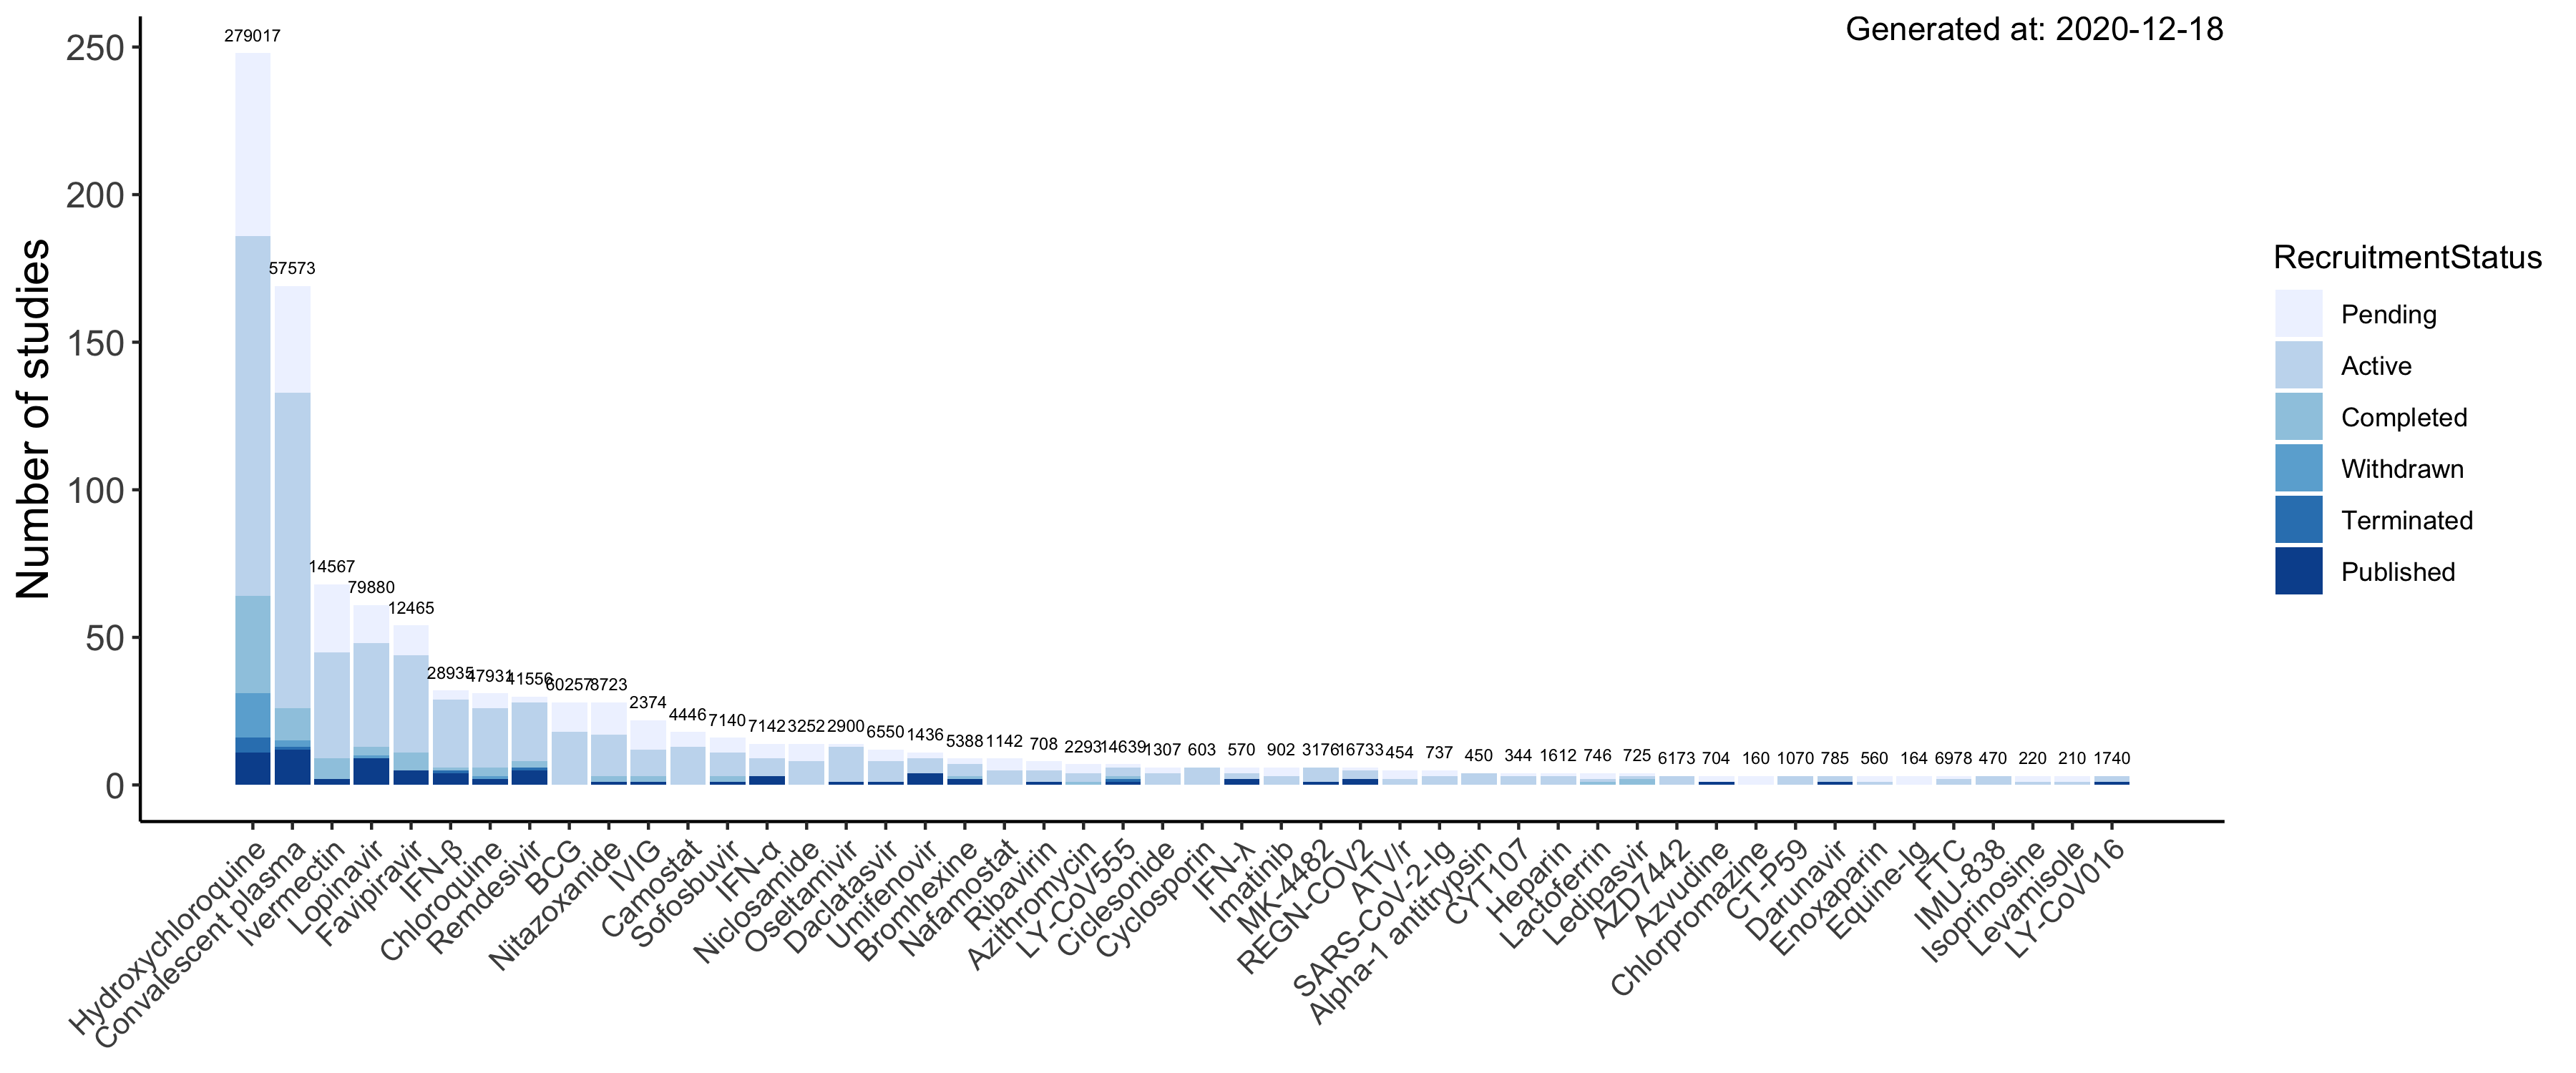 Generated at: 2020-12-18
Number of studies
250
200
150
100
50
0
279017
57573
14567
79880
12465
28935
47931
41556
60257
8723
2374
4446
7140
7142
3252
2900
6550
1436
5388
1142
708
2293
14639
1307
603
570
902
3176
16733
454
737
450
344
1612
746
725
6173
704
160
1070
785
560
164
6978
470
220
210
1740
Hydroxychloroquine
Convalescent plasma
Ivermectin
Lopinavir
Favipiravir
IFN-β
Chloroquine
Remdesivir
BCG
Nitazoxanide
IVIG
Camostat
Sofosbuvir
IFN-α
Niclosamide
Oseltamivir
Daclatasvir
Umifenovir
Bromhexine
Nafamostat
Ribavirin
Azithromycin
LY-CoV555
Ciclesonide
Cyclosporin
IFN-λ
Imatinib
MK-4482
REGN-COV2
ATV/r
SARS-CoV-2-Ig
Alpha-1 antitrypsin
CYT107
Heparin
Lactoferrin
Ledipasvir
AZD7442
Azvudine
Chlorpromazine
CT-P59
Darunavir
Enoxaparin
Equine-Ig
FTC
IMU-838
Isoprinosine
Levamisole
LY-CoV016
RecruitmentStatus
Pending
Active
Completed
Withdrawn
Terminated
Published